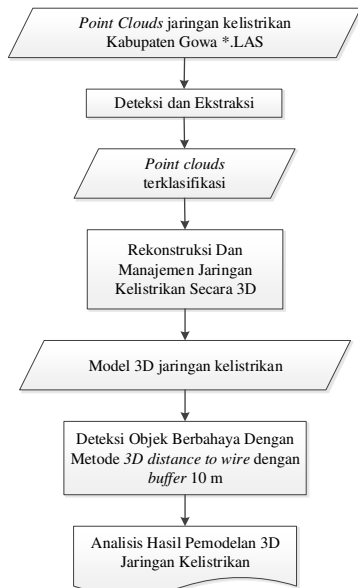 Point Clouds jaringan kelistrikan
Kabupaten Gowa *.LAS
Deteksi dan Ekstraksi
Point clouds
terklasifikasi
Rekonstruksi Dan
Manajemen Jaringan
Kelistrikan Secara 3D
Model 3D jaringan kelistrikan
Deteksi Objek Berbahaya Dengan
Metode 3D distance to wire dengan
buffer 10 m
Analisis Hasil Pemodelan 3D
Jaringan Kelistrikan